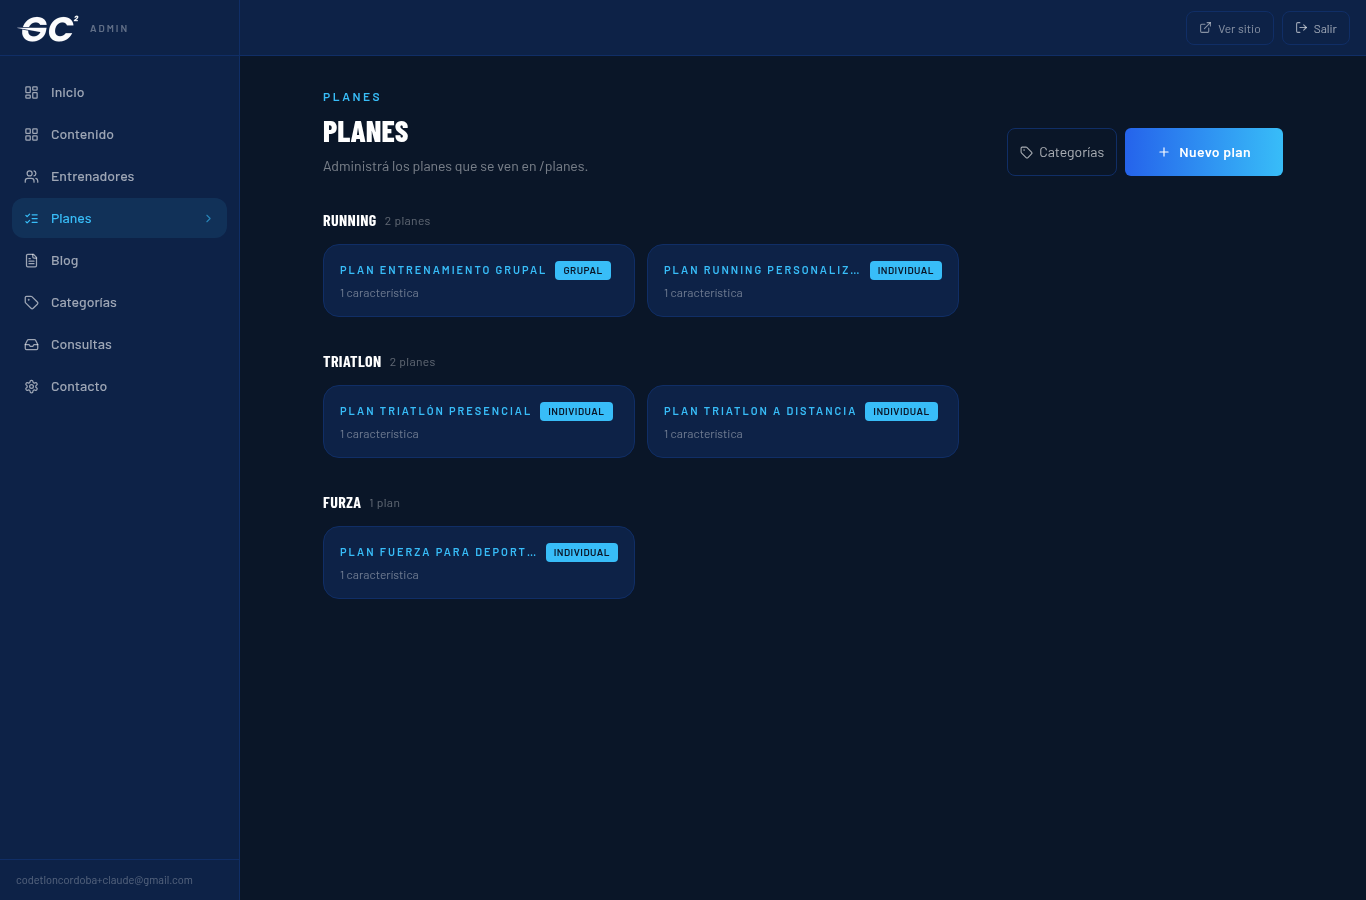 GC² ADMIN
Ver sitio
Salir
Inicio
Contenido
Entrenadores
Planes
Blog
Categorías
Consultas
Contacto
codetloncordoba+claude@gmail.com
PLANES
PLANES
Administrá los planes que se ven en /planes.
Categorías
Nuevo plan
RUNNING 2 planes
PLAN ENTRENAMIENTO GRUPAL GRUPAL
1 característica
PLAN RUNNING PERSONALIZ… INDIVIDUAL
1 característica
TRIATLON 2 planes
PLAN TRIATLÓN PRESENCIAL INDIVIDUAL
1 característica
PLAN TRIATLON A DISTANCIA INDIVIDUAL
1 característica
FURZA 1 plan
PLAN FUERZA PARA DEPORT… INDIVIDUAL
1 característica